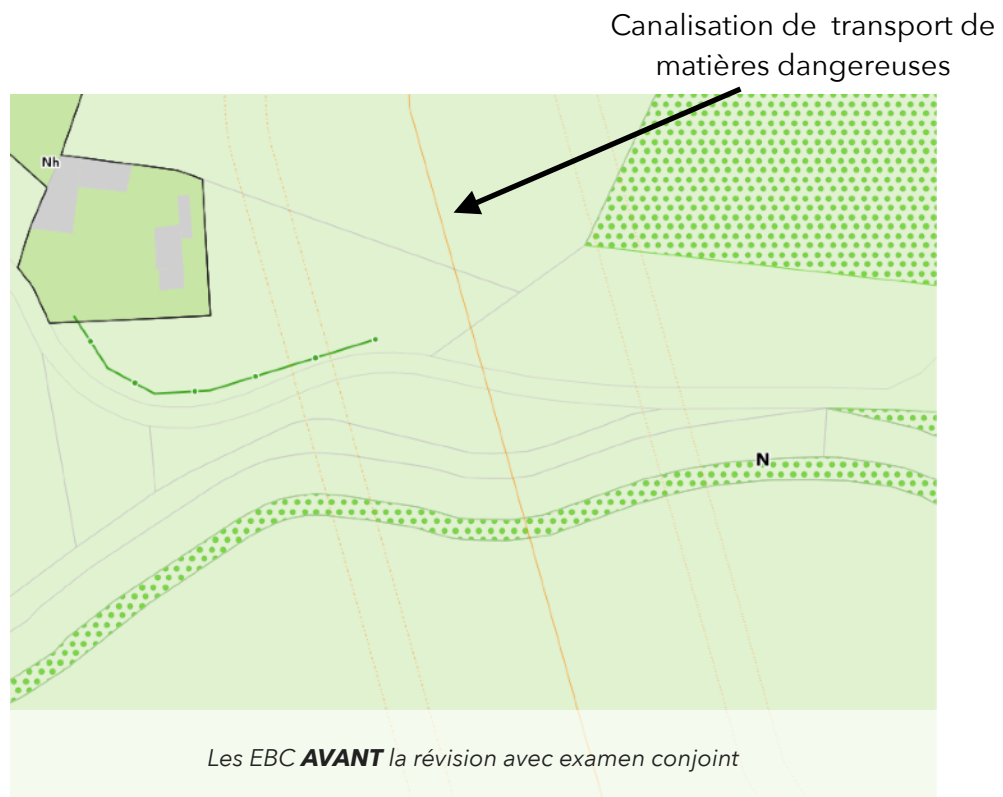 Canalisation de transport de
matières dangereuses
Nh
N
Les EBC AVANT la révision avec examen conjoint